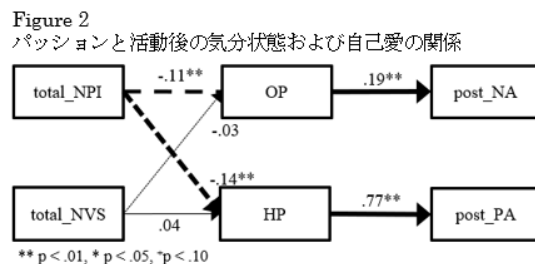 Figure 2
パッションと活動後の気分状態および自己愛の関係
total_NPI
-.11**
OP
.19**
post_NA
-.03
-.14**
total_NVS
.04
HP
.77**
post_PA
** p < .01, * p < .05, +p < .10